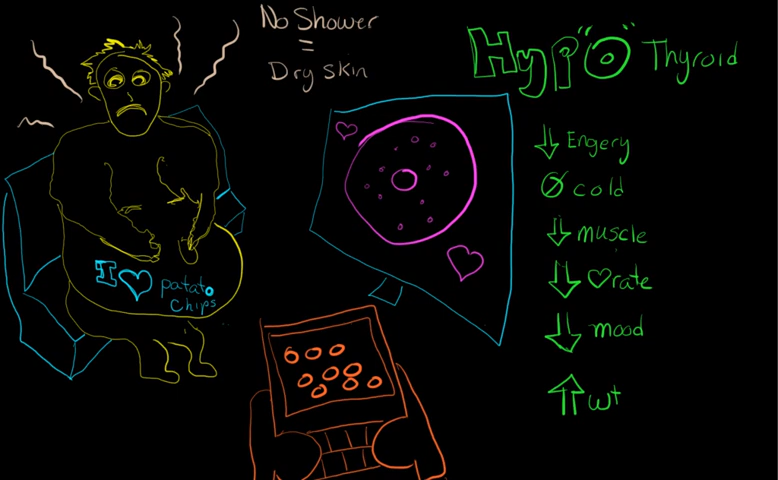 No Shower
=
Dry skin
Hyp"O" Thyroid
↓ Engery
Ø cold
↓ muscle
↓ ♡rate
↓ mood
↑ wt
I ♡ patato
chips